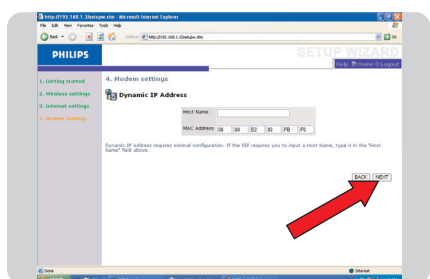 http://192.168.1.2/setupw.stm - Microsoft Internet Explorer
File Edit View Favorites Tools Help
Back
Address http://192.168.1.2/setupw.stm Go
PHILIPS
SETUP WIZARD
Help Home Logout
1. Getting started
2. Wireless settings
3. Internet settings
4. Modem settings
4. Modem settings
Dynamic IP Address
Host Name
MAC Address 00 00 E2 92 FB F0
Dynamic IP Address requires minimal configuration. If the ISP requires you to input a Host Name, type it in the "Host
Name" field above.
BACK NEXT
Done Internet